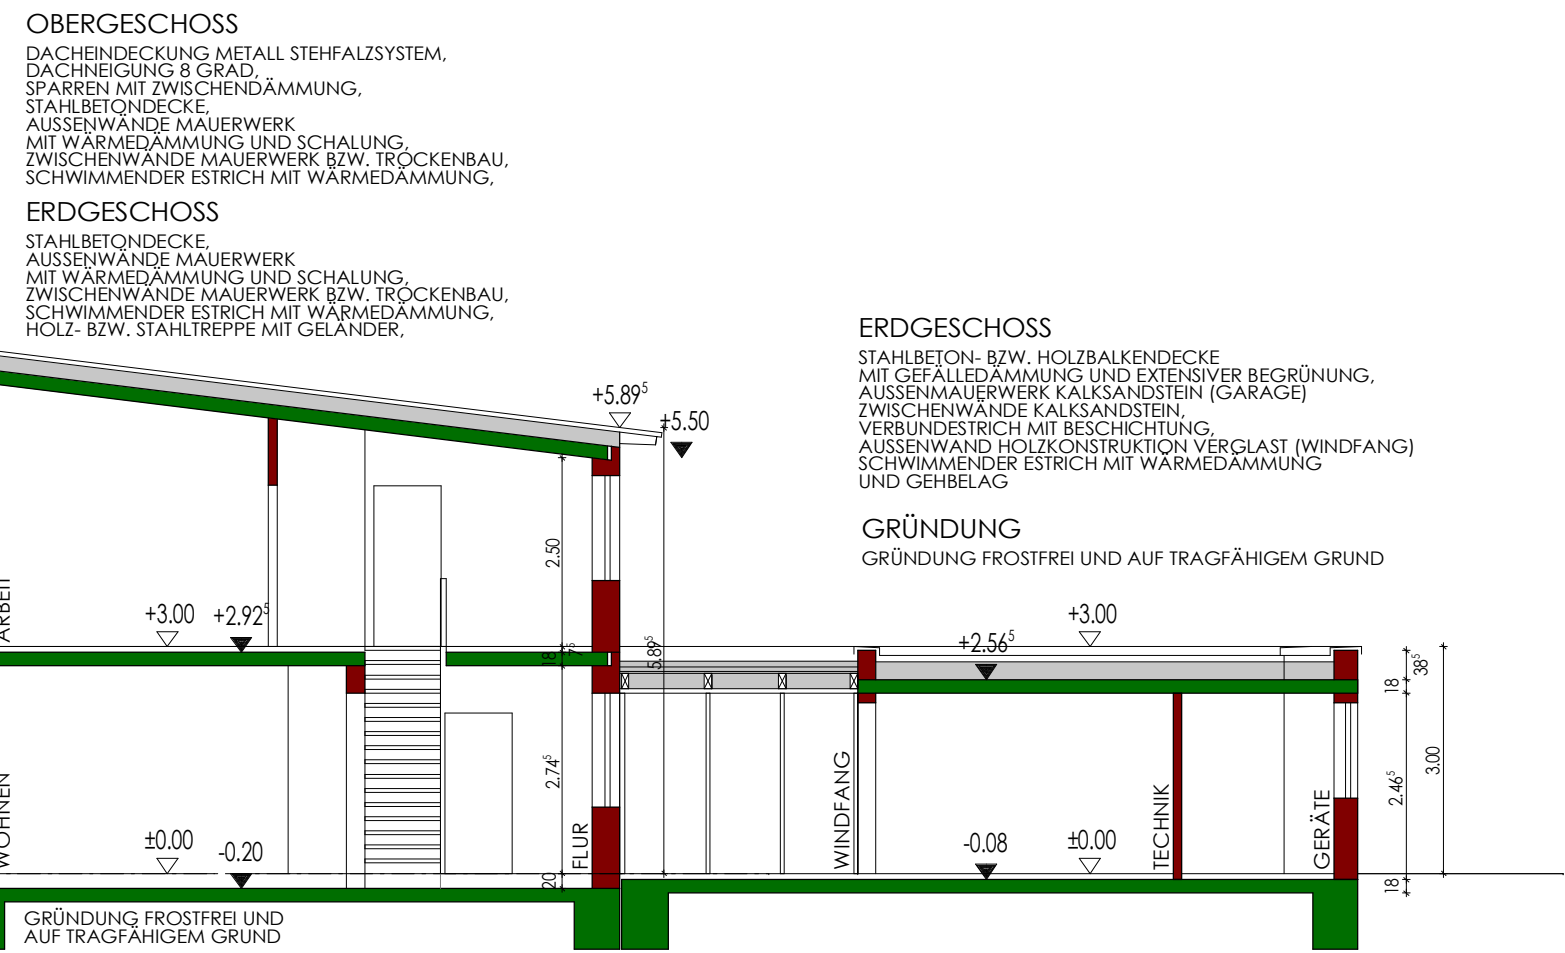 OBERGESCHOSS
DACHEINDECKUNG METALL STEHFALZSYSTEM,
DACHNEIGUNG 8 GRAD,
SPARREN MIT ZWISCHENDÄMMUNG,
STAHLBETONDECKE,
AUSSENWÄNDE MAUERWERK
MIT WÄRMEDÄMMUNG UND SCHALUNG,
ZWISCHENWÄNDE MAUERWERK BZW. TROCKENBAU,
SCHWIMMENDER ESTRICH MIT WÄRMEDÄMMUNG,
ERDGESCHOSS
STAHLBETONDECKE,
AUSSENWÄNDE MAUERWERK
MIT WÄRMEDÄMMUNG UND SCHALUNG,
ZWISCHENWÄNDE MAUERWERK BZW. TROCKENBAU,
SCHWIMMENDER ESTRICH MIT WÄRMEDÄMMUNG,
HOLZ- BZW. STAHLTREPPE MIT GELÄNDER,
ERDGESCHOSS
STAHLBETON- BZW. HOLZBALKENDECKE
MIT GEFÄLLEDÄMMUNG UND EXTENSIVER BEGRÜNUNG,
AUSSENMAUERWERK KALKSANDSTEIN (GARAGE)
ZWISCHENWÄNDE KALKSANDSTEIN,
VERBUNDESTRICH MIT BESCHICHTUNG,
AUSSENWAND HOLZKONSTRUKTION VERGLAST (WINDFANG)
SCHWIMMENDER ESTRICH MIT WÄRMEDÄMMUNG
UND GEHBELAG
GRÜNDUNG
GRÜNDUNG FROSTFREI UND AUF TRAGFÄHIGEM GRUND
+5.89⁵
+5.50
2.50
ARBEIT
+3.00
+2.92⁵
18
7⁵
5.89⁵
+2.56⁵
+3.00
18
38⁵
WOHNEN
±0.00
-0.20
2.74⁵
20
FLUR
WINDFANG
-0.08
±0.00
TECHNIK
GERÄTE
2.46⁵
3.00
18
GRÜNDUNG FROSTFREI UND
AUF TRAGFÄHIGEM GRUND